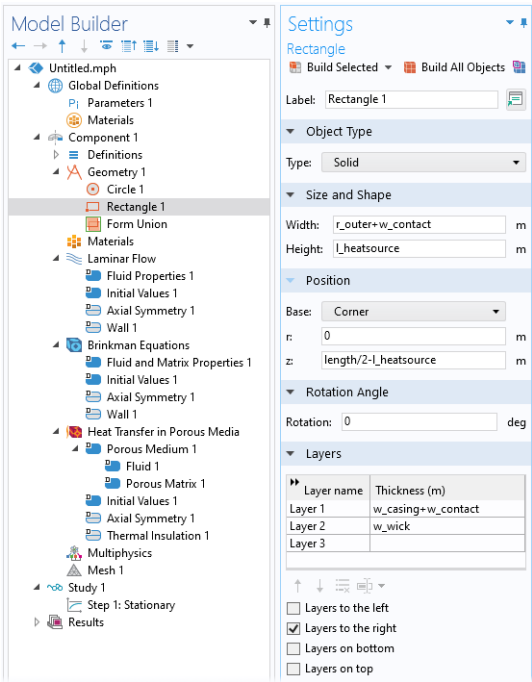 Model Builder
Untitled.mph
Global Definitions
Pi Parameters 1
Materials
Component 1
Definitions
Geometry 1
Circle 1
Rectangle 1
Form Union
Materials
Laminar Flow
Fluid Properties 1
Initial Values 1
Axial Symmetry 1
Wall 1
Brinkman Equations
Fluid and Matrix Properties 1
Initial Values 1
Axial Symmetry 1
Wall 1
Heat Transfer in Porous Media
Porous Medium 1
Fluid 1
Porous Matrix 1
Initial Values 1
Axial Symmetry 1
Thermal Insulation 1
Multiphysics
Mesh 1
Study 1
Step 1: Stationary
Results
Settings
Rectangle
Build Selected
Build All Objects
Label: Rectangle 1
Object Type
Type: Solid
Size and Shape
Width: r_outer+w_contact m
Height: l_heatsource m
Position
Base: Corner
r: 0 m
z: length/2-l_heatsource m
Rotation Angle
Rotation: 0 deg
Layers
Layer name Thickness (m)
Layer 1 w_casing+w_contact
Layer 2 w_wick
Layer 3
Layers to the left
Layers to the right
Layers on bottom
Layers on top